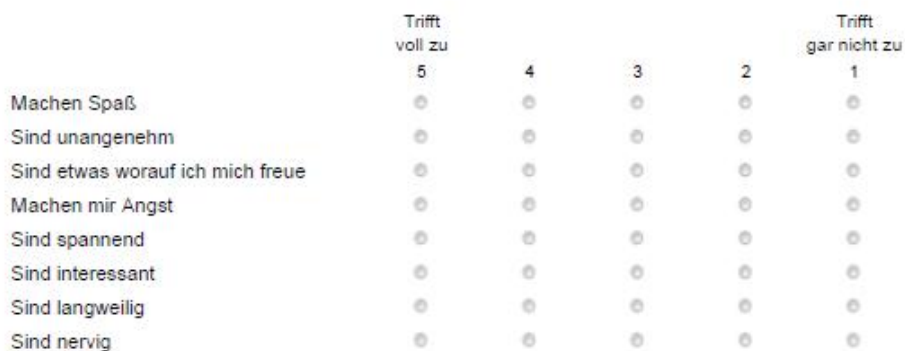 Trifft Trifft
voll zu gar nicht zu
5 4 3 2 1
Machen Spaß
Sind unangenehm
Sind etwas worauf ich mich freue
Machen mir Angst
Sind spannend
Sind interessant
Sind langweilig
Sind nervig